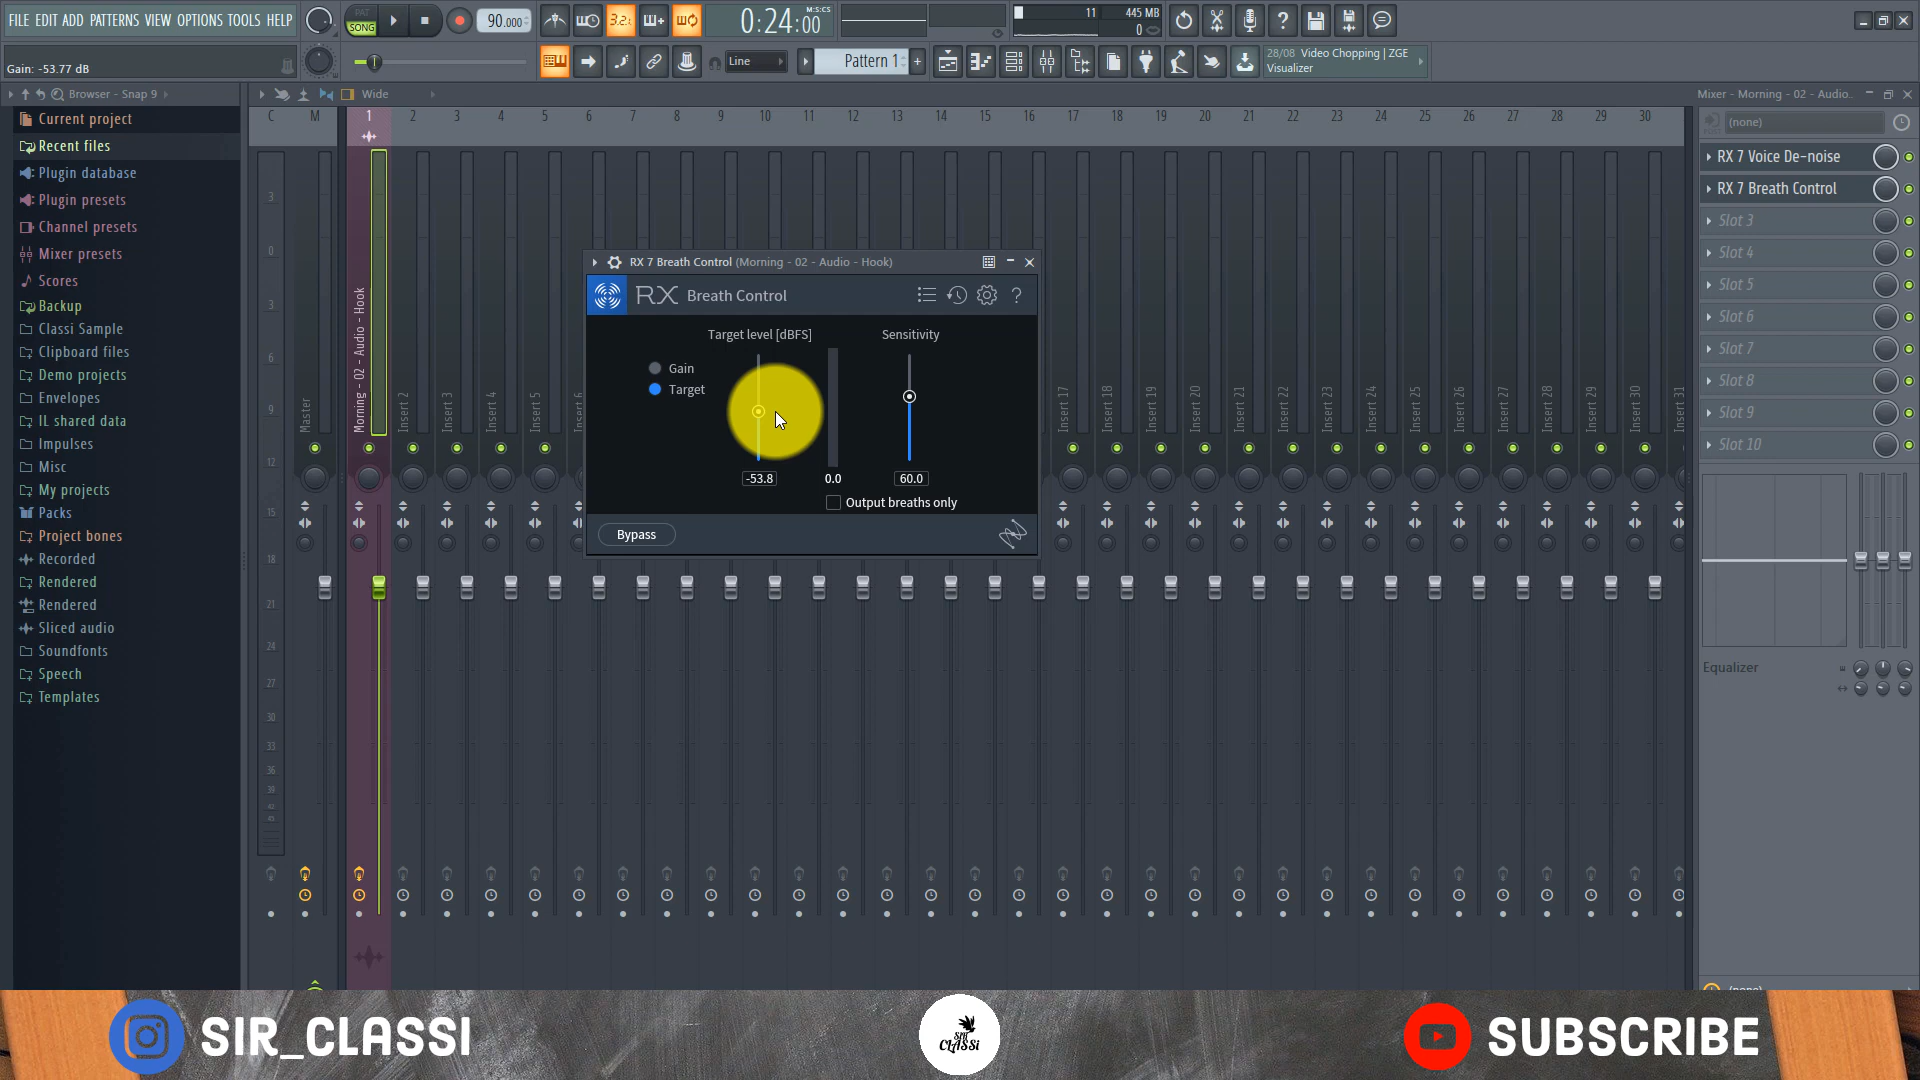 FILE EDIT ADD PATTERNS VIEW OPTIONS TOOLS HELP
PAT
SONG
90.000
3.2.
0:24:00
M:S:CS
11
445 MB
0
Gain: -53.77 dB
Line
Pattern 1
28/08 Video Chopping | ZGE
Visualizer
Browser - Snap 9
Wide
Mixer - Morning - 02 - Audio..
Current project
Recent files
Plugin database
Plugin presets
Channel presets
Mixer presets
Scores
Backup
Classi Sample
Clipboard files
Demo projects
Envelopes
IL shared data
Impulses
Misc
My projects
Packs
Project bones
Recorded
Rendered
Rendered
Sliced audio
Soundfonts
Speech
Templates
C M 1 2 3 4 5 6 7 8 9 10 11 12 13 14 15 16 17 18 19 20 21 22 23 24 25 26 27 28 29 30
3
0
3
6
9
12
15
18
21
24
27
30
33
36
39
Master
Morning - 02 - Audio - Hook
Insert 2
Insert 3
Insert 4
Insert 5
Insert 17
Insert 18
Insert 19
Insert 20
Insert 21
Insert 22
Insert 23
Insert 24
Insert 25
Insert 26
Insert 27
Insert 28
Insert 29
Insert 30
RX 7 Breath Control (Morning - 02 - Audio - Hook)
RX Breath Control
?
Target level [dBFS]
Sensitivity
Gain
Target
-53.8
0.0
60.0
Output breaths only
Bypass
(none)
RX 7 Voice De-noise
RX 7 Breath Control
Slot 3
Slot 4
Slot 5
Slot 6
Slot 7
Slot 8
Slot 9
Slot 10
Equalizer
(none)
SIR_CLASSI
SIR
CLASSi
SUBSCRIBE